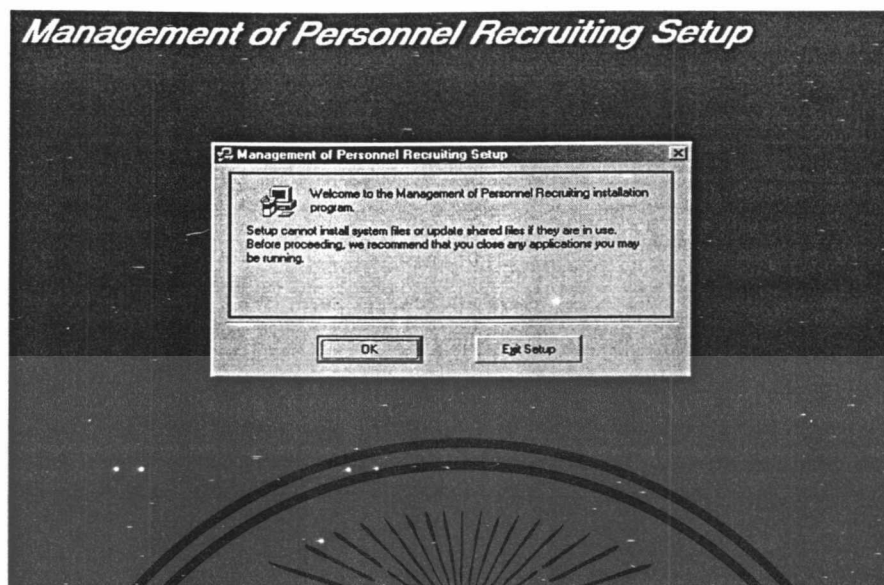 Management of Personnel Recruiting Setup
Management of Personnel Recruiting Setup
Welcome to the Management of Personnel Recruiting installation
program.
Setup cannot install system files or update shared files if they are in use.
Before proceeding, we recommend that you close any applications you may
be running.
OK
Exit Setup